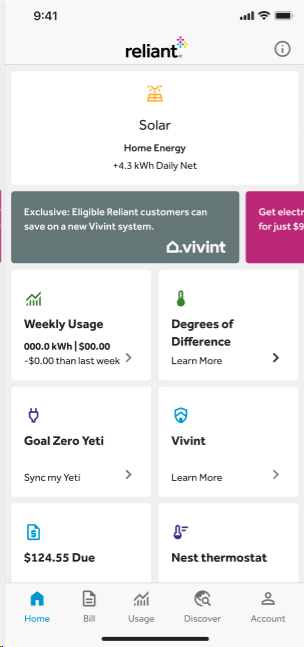 9:41
reliant
Solar
Home Energy
+4.3 kWh Daily Net
Exclusive: Eligible Reliant customers can
save on a new Vivint system.
vivint
Get electr
for just $9
Weekly Usage
000.0 kWh | $00.00
-$0.00 than last week
Degrees of
Difference
Learn More
Goal Zero Yeti
Sync my Yeti
Vivint
Learn More
$124.55 Due
Nest thermostat
Home
Bill
Usage
Discover
Account